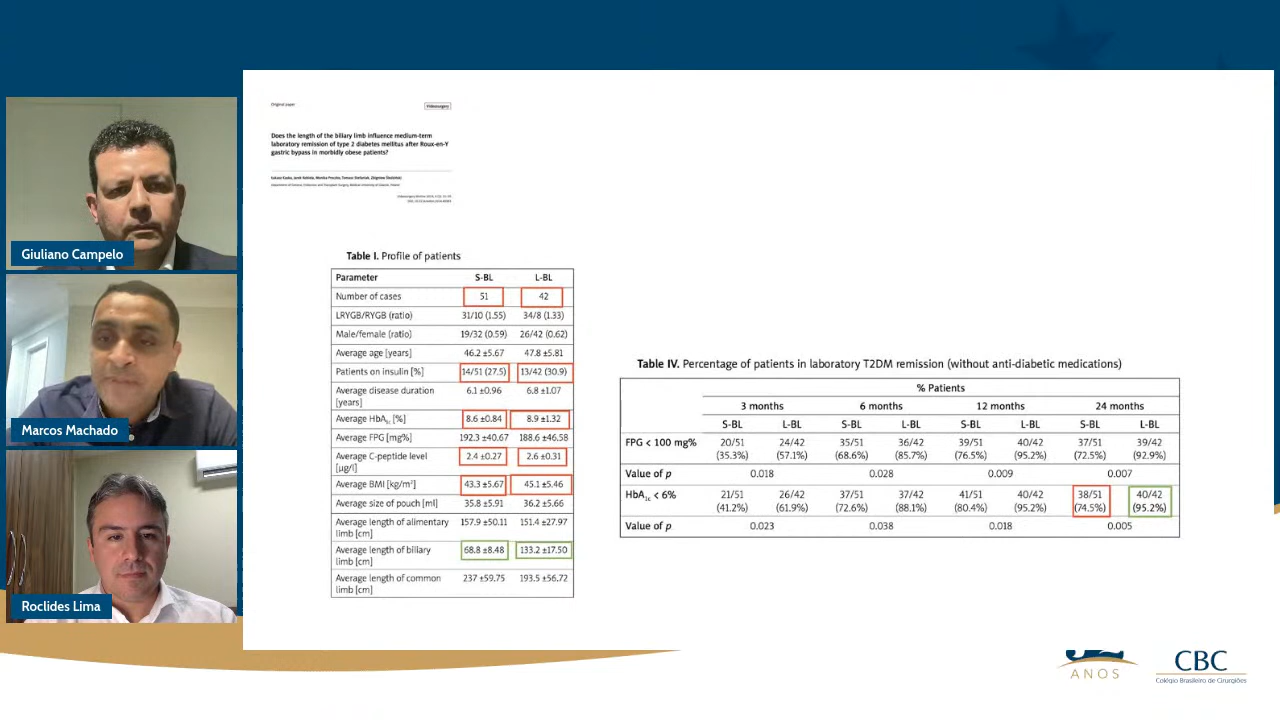 Original paper
Videosurgery
Does the length of the biliary limb influence medium-term
laboratory remission of type 2 diabetes mellitus after Roux-en-Y
gastric bypass in morbidly obese patients?
Giuliano Campelo
Marcos Machado
Roclides Lima
Table I. Profile of patients
Parameter S-BL L-BL
Number of cases 51 42
LRYGB/RYGB (ratio) 31/10 (1.55) 34/8 (1.33)
Male/female (ratio) 19/32 (0.59) 26/42 (0.62)
Average age [years] 46.2 ±5.67 47.8 ±5.81
Patients on insulin [%] 14/51 (27.5) 13/42 (30.9)
Average disease duration 6.1 ±0.96 6.8 ±1.07
[years]
Average HbA1c [%] 8.6 ±0.84 8.9 ±1.32
Average FPG [mg%] 192.3 ±40.67 188.6 ±46.58
Average C-peptide level 2.4 ±0.27 2.6 ±0.31
[µg/l]
Average BMI [kg/m²] 43.3 ±5.67 45.1 ±5.46
Average size of pouch [ml] 35.8 ±5.91 36.2 ±5.66
Average length of alimentary 157.9 ±50.11 151.4 ±27.97
limb [cm]
Average length of biliary 68.8 ±8.48 133.2 ±17.50
limb [cm]
Average length of common 237 ±59.75 193.5 ±56.72
limb [cm]
Table IV. Percentage of patients in laboratory T2DM remission (without anti-diabetic medications)
% Patients
3 months 6 months 12 months 24 months
S-BL L-BL S-BL L-BL S-BL L-BL S-BL L-BL
FPG < 100 mg% 20/51 24/42 35/51 36/42 39/51 40/42 37/51 39/42
(35.3%) (57.1%) (68.6%) (85.7%) (76.5%) (95.2%) (72.5%) (92.9%)
Value of p 0.018 0.028 0.009 0.007
HbA1c < 6% 21/51 26/42 37/51 37/42 41/51 40/42 38/51 40/42
(41.2%) (61.9%) (72.6%) (88.1%) (80.4%) (95.2%) (74.5%) (95.2%)
Value of p 0.023 0.038 0.018 0.005
ANOS
CBC
Colégio Brasileiro de Cirurgiões